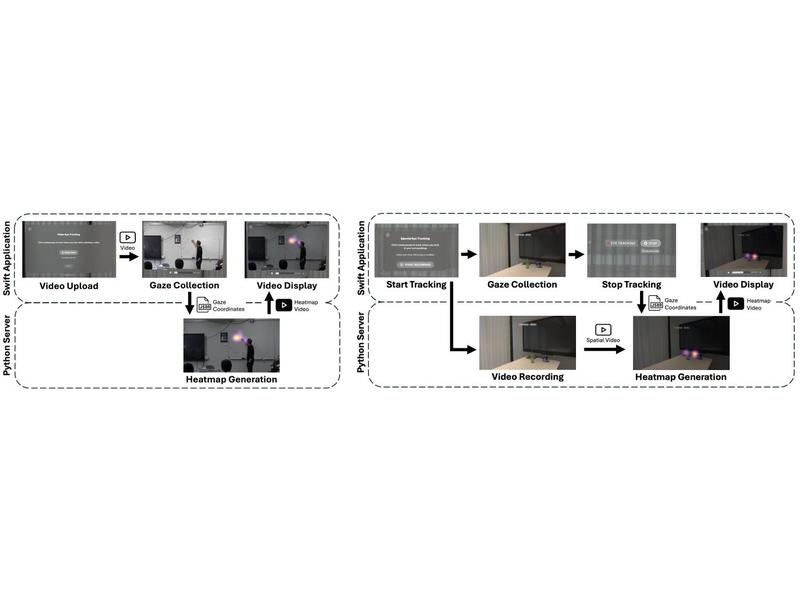 Swift Application
Video Upload
Video
Gaze Collection
Video Display
JSON
Gaze
Coordinates
Heatmap
Video
Python Server
Heatmap Generation
Swift Application
Start Tracking
Gaze Collection
Stop Tracking
Video Display
JSON
Gaze
Coordinates
Heatmap
Video
Python Server
Video Recording
Spatial Video
Heatmap Generation